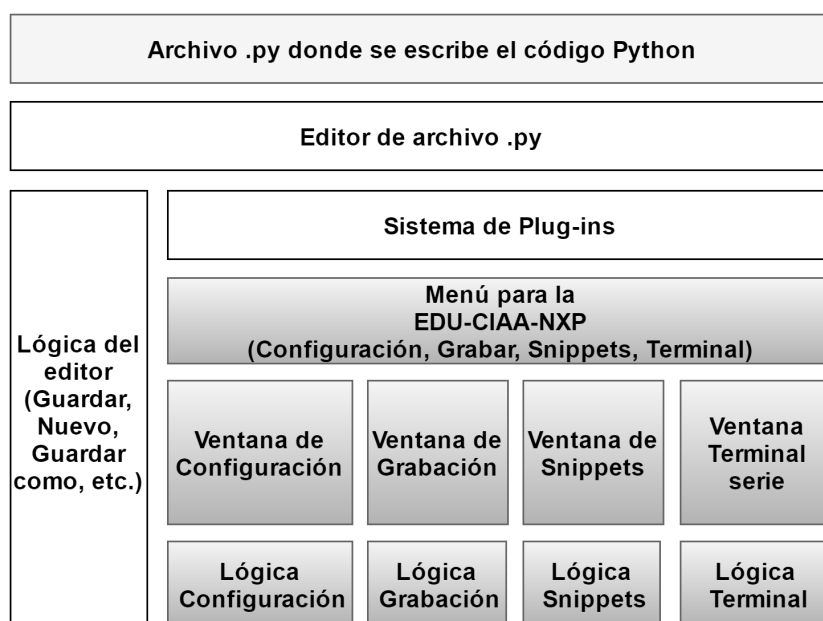 Archivo .py donde se escribe el código Python
Editor de archivo .py
Sistema de Plug-ins
Menú para la
EDU-CIAA-NXP
(Configuración, Grabar, Snippets, Terminal)
Lógica del
editor
(Guardar,
Nuevo,
Guardar
como, etc.)
Ventana de
Configuración
Ventana de
Grabación
Ventana de
Snippets
Ventana
Terminal
serie
Lógica
Configuración
Lógica
Grabación
Lógica
Snippets
Lógica
Terminal